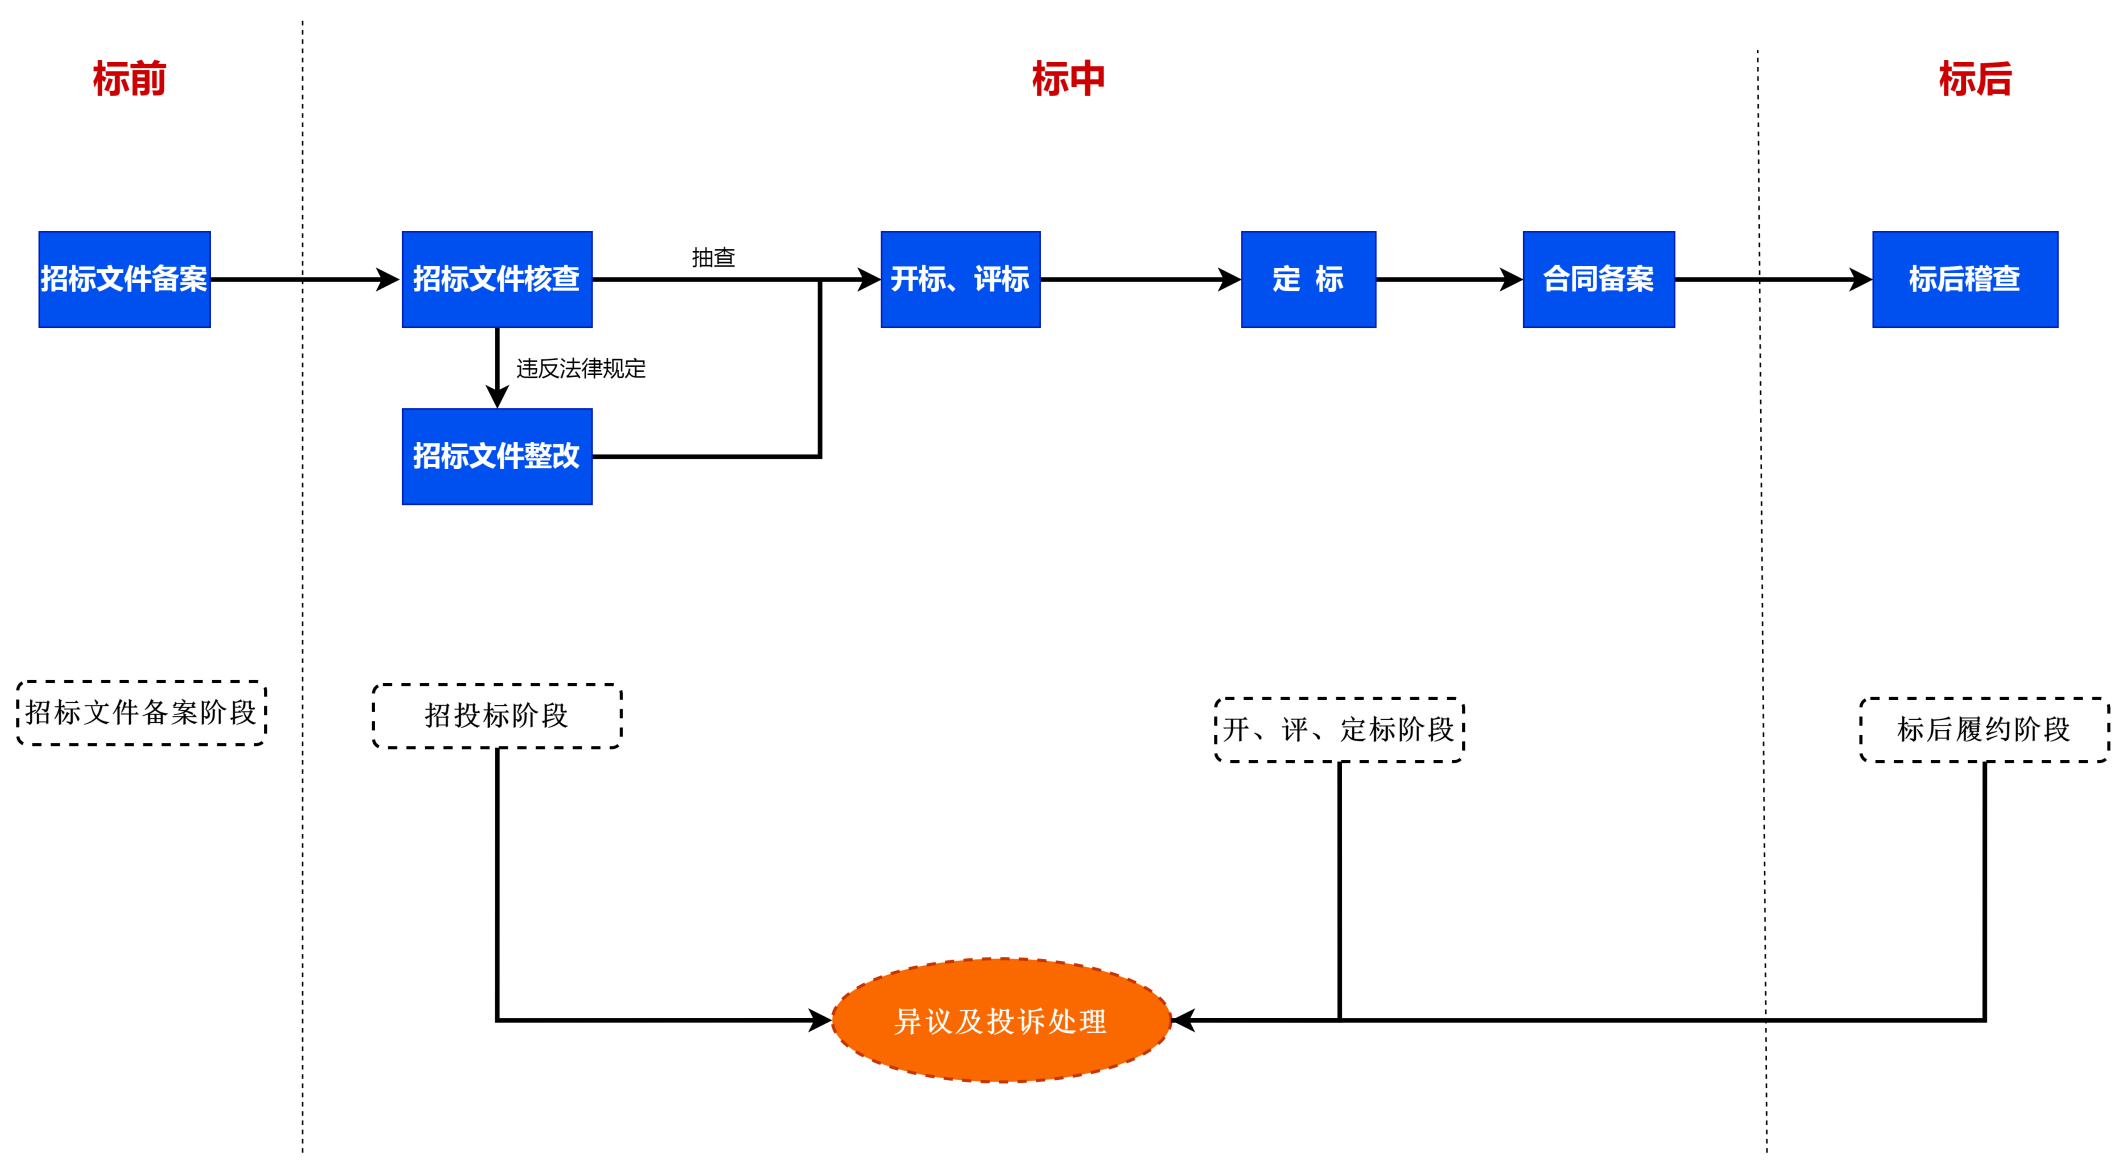 标前
标中
标后
招标文件备案
招标文件核查
抽查
开标、评标
定 标
合同备案
标后稽查
违反法律规定
招标文件整改
招标文件备案阶段
招投标阶段
开、评、定标阶段
标后履约阶段
异议及投诉处理